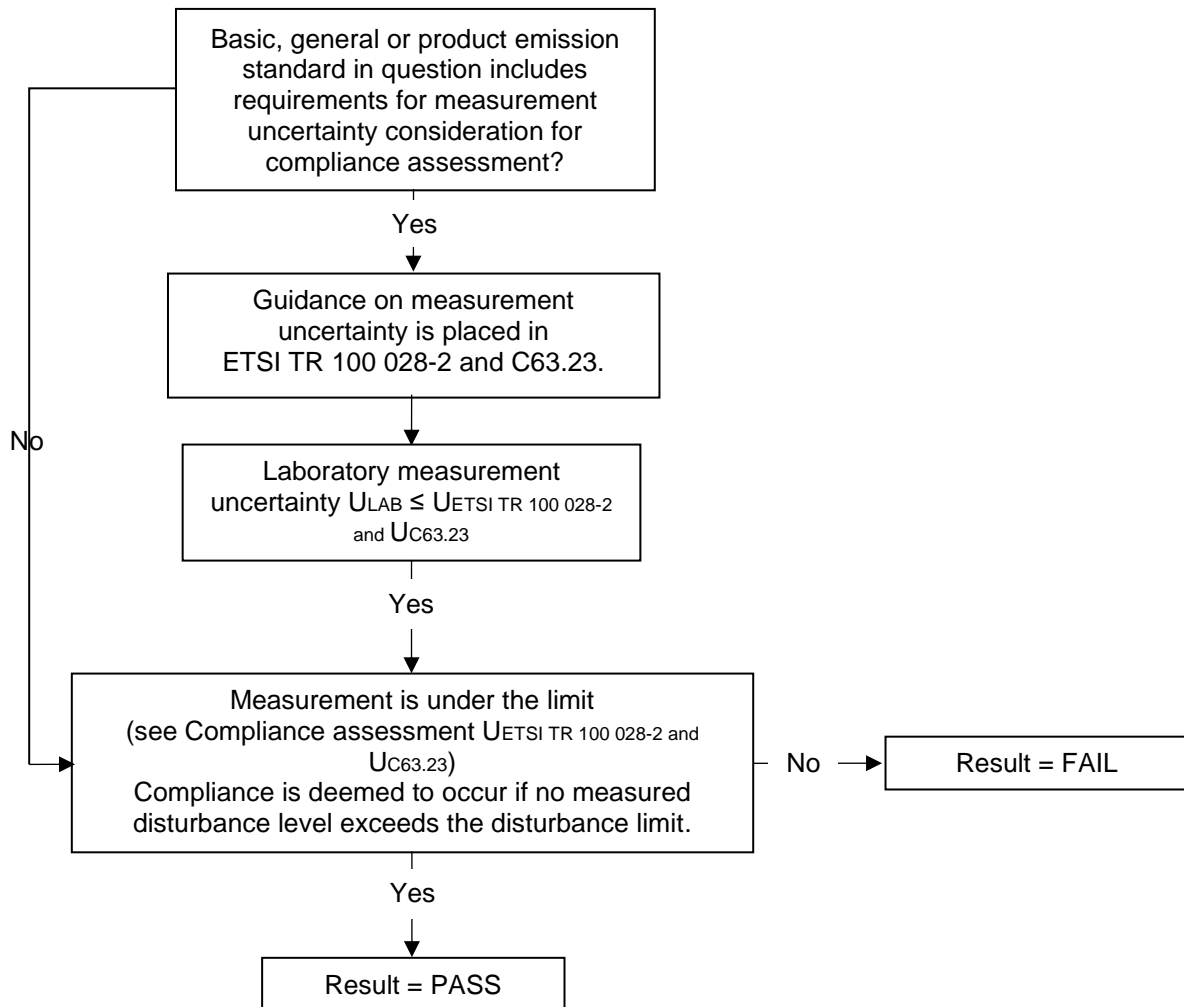 Basic, general or product emission
standard in question includes
requirements for measurement
uncertainty consideration for
compliance assessment?
Yes
Guidance on measurement
uncertainty is placed in
ETSI TR 100 028-2 and C63.23.
No
Laboratory measurement
uncertainty ULAB ≤ UETSI TR 100 028-2
and UC63.23
Yes
Measurement is under the limit
(see Compliance assessment UETSI TR 100 028-2 and
UC63.23)
Compliance is deemed to occur if no measured
disturbance level exceeds the disturbance limit.
No
Result = FAIL
Yes
Result = PASS